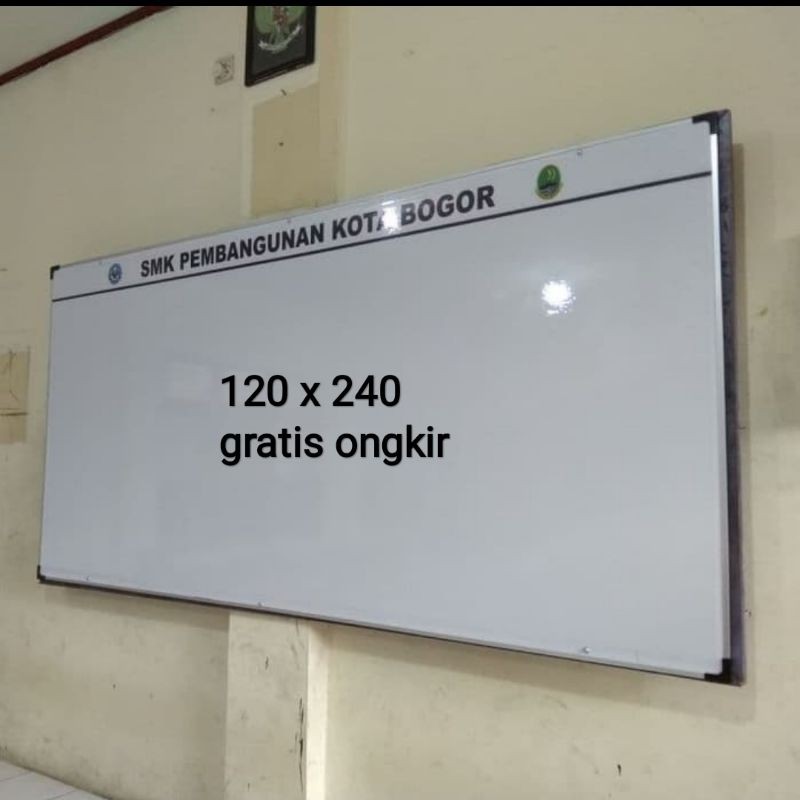 SMK PEMBANGUNAN KOTA BOGOR
120 x 240
gratis ongkir